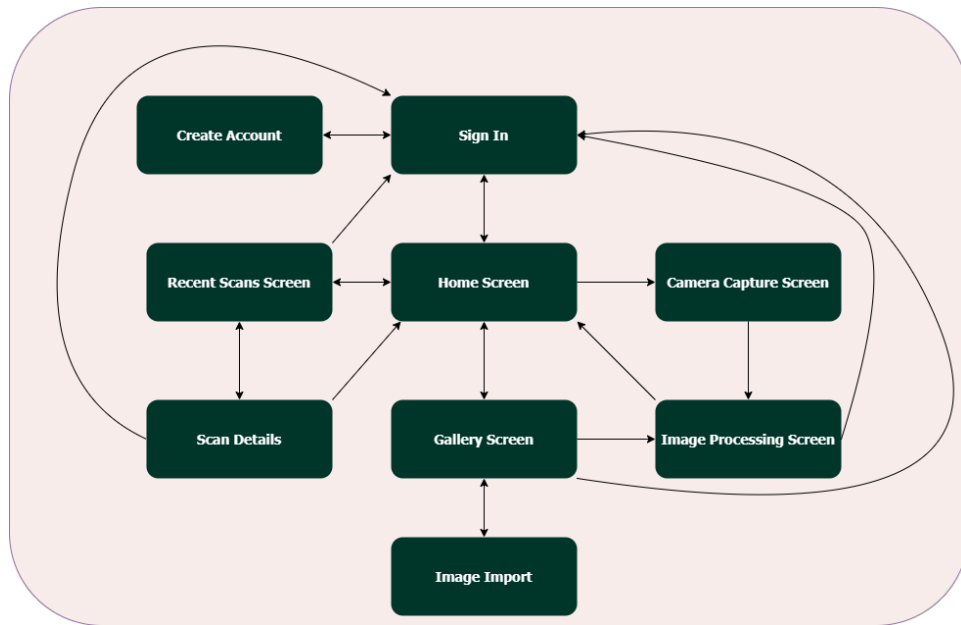 Create Account
Sign In
Recent Scans Screen
Home Screen
Camera Capture Screen
Scan Details
Gallery Screen
Image Processing Screen
Image Import